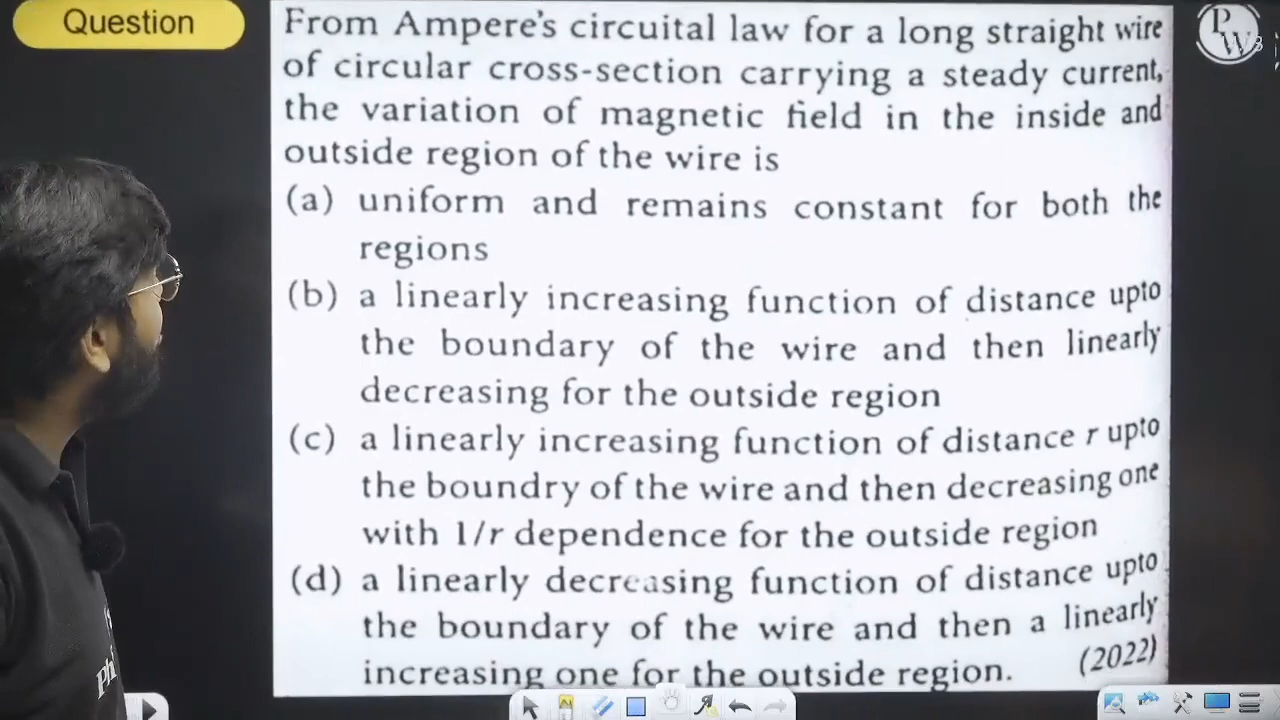 Question
From Ampere's circuital law for a long straight wire
of circular cross-section carrying a steady current,
the variation of magnetic field in the inside and
outside region of the wire is
(a) uniform and remains constant for both the
regions
(b) a linearly increasing function of distance upto
the boundary of the wire and then linearly
decreasing for the outside region
(c) a linearly increasing function of distance r upto
the boundry of the wire and then decreasing one
with 1/r dependence for the outside region
(d) a linearly decreasing function of distance upto
the boundary of the wire and then a linearly
increasing one for the outside region. (2022)
P
W